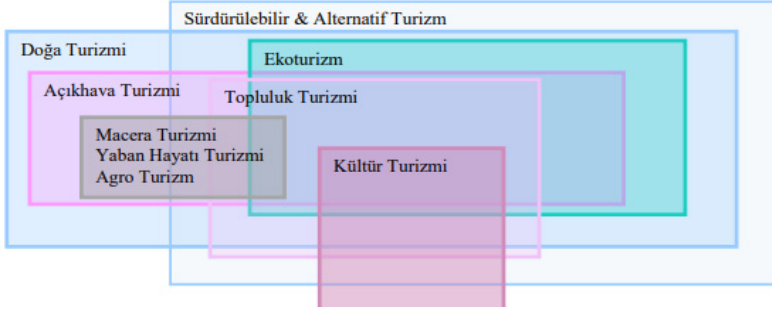 Sürdürülebilir & Alternatif Turizm
Doğa Turizmi
Ekoturizm
Açıkhava Turizmi
Topluluk Turizmi
Macera Turizmi
Yaban Hayatı Turizmi
Agro Turizm
Kültür Turizmi